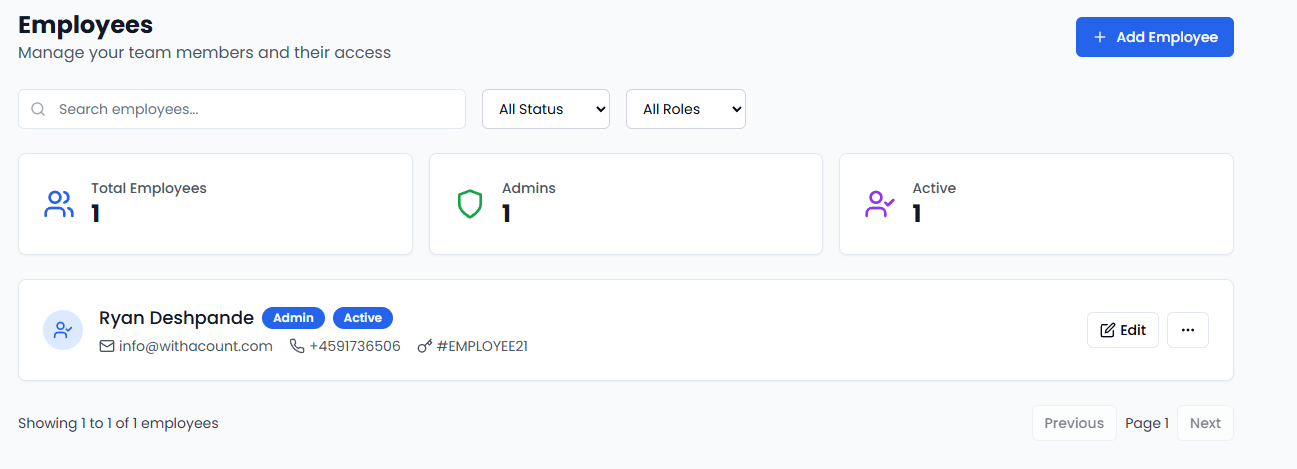 Employees
Manage your team members and their access
+ Add Employee
Search employees...
All Status
All Roles
Total Employees
1
Admins
1
Active
1
Ryan Deshpande Admin Active
info@withacount.com +4591736506 #EMPLOYEE21
Edit ...
Showing 1 to 1 of 1 employees
Previous Page 1 Next